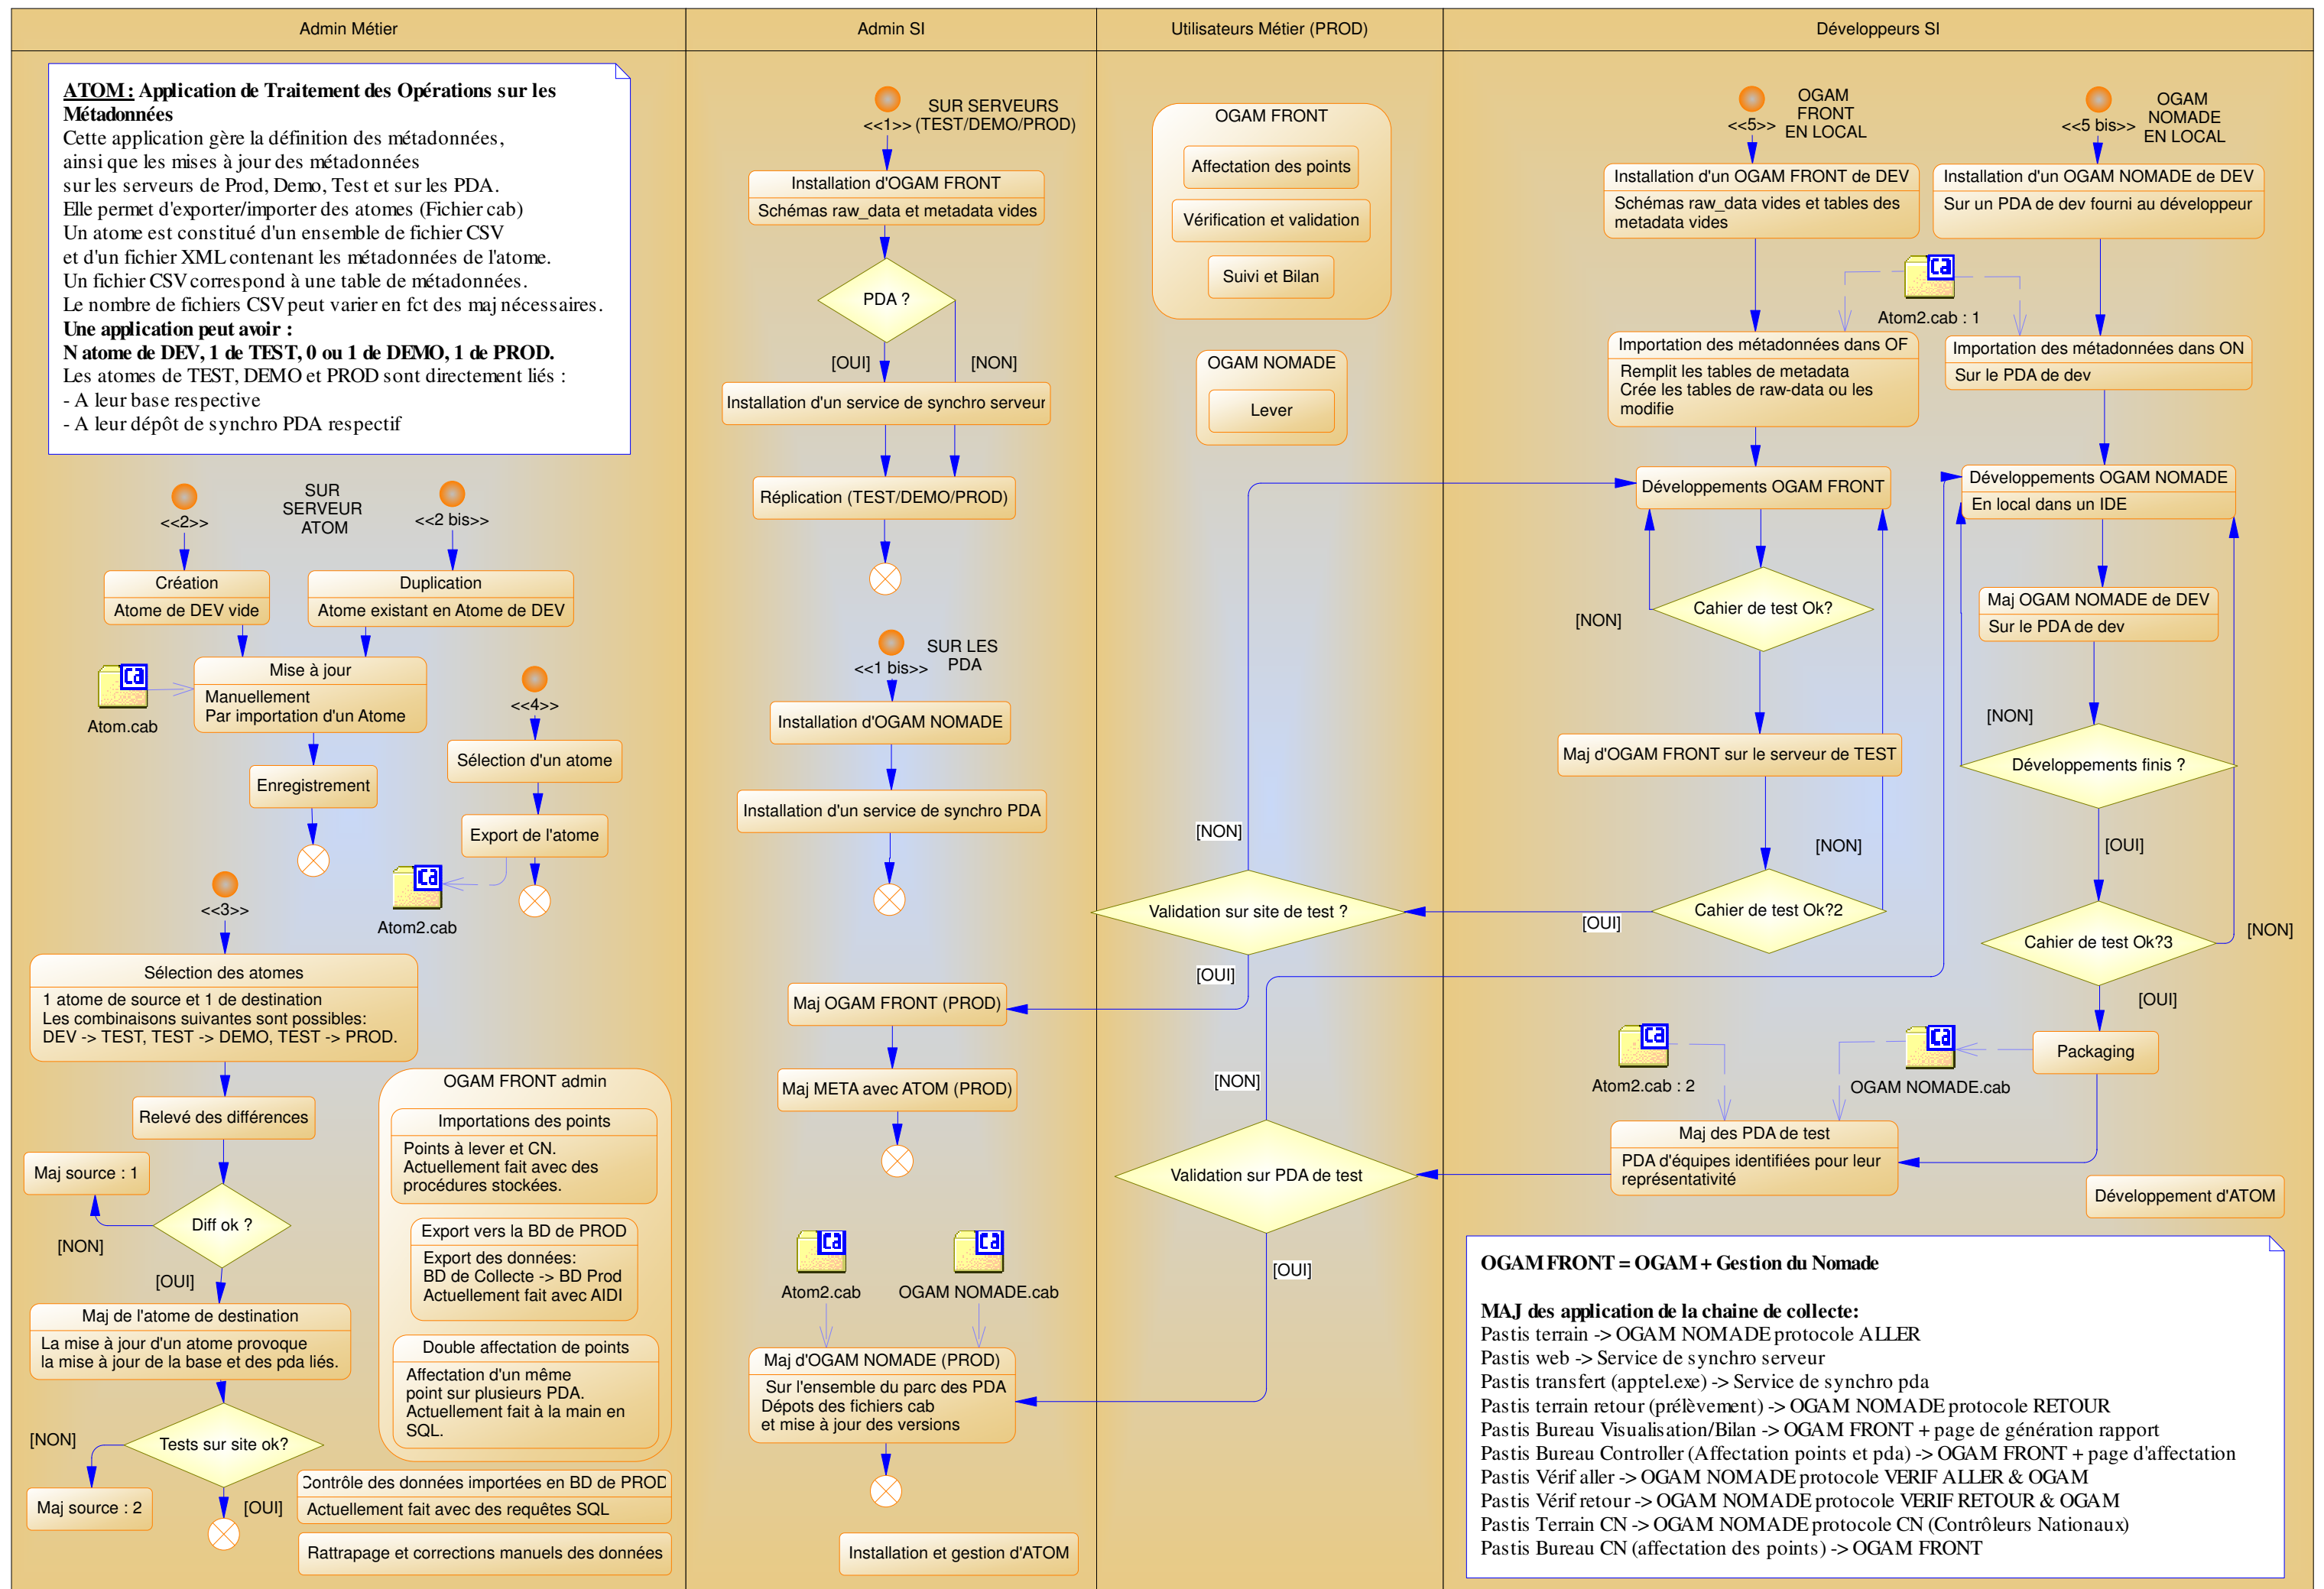 Admin Métier
Admin SI
Utilisateurs Métier (PROD)
Développeurs SI
ATOM : Application de Traitement des Opérations sur les
Métadonnées
Cette application gère la définition des métadonnées,
ainsi que les mises à jour des métadonnées
sur les serveurs de Prod, Demo, Test et sur les PDA.
Elle permet d'exporter/importer des atomes (Fichier cab)
Un atome est constitué d'un ensemble de fichier CSV
et d'un fichier XML contenant les métadonnées de l'atome.
Un fichier CSV correspond à une table de métadonnées.
Le nombre de fichiers CSV peut varier en fct des maj nécessaires.
Une application peut avoir :
N atome de DEV, 1 de TEST, 0 ou 1 de DEMO, 1 de PROD.
Les atomes de TEST, DEMO et PROD sont directement liés :
- A leur base respective
- A leur dépôt de synchro PDA respectif
<<2>>
SUR
SERVEUR
ATOM
<<2 bis>>
Création
Atome de DEV vide
Duplication
Atome existant en Atome de DEV
Ca
Atom.cab
Mise à jour
Manuellement
Par importation d'un Atome
Enregistrement
<<4>>
Sélection d'un atome
Export de l'atome
Ca
Atom2.cab
<<3>>
Sélection des atomes
1 atome de source et 1 de destination
Les combinaisons suivantes sont possibles:
DEV -> TEST, TEST -> DEMO, TEST -> PROD.
Relevé des différences
Maj source : 1
Diff ok ?
[NON]
[OUI]
Maj de l'atome de destination
La mise à jour d'un atome provoque
la mise à jour de la base et des pda liés.
Tests sur site ok?
[NON]
[OUI]
Maj source : 2
OGAM FRONT admin
Importations des points
Points à lever et CN.
Actuellement fait avec des
procédures stockées.
Export vers la BD de PROD
Export des données:
BD de Collecte -> BD Prod
Actuellement fait avec AIDI
Double affectation de points
Affectation d'un même
point sur plusieurs PDA.
Actuellement fait à la main en
SQL.
Contrôle des données importées en BD de PROD
Actuellement fait avec des requêtes SQL
Rattrapage et corrections manuels des données
<<1>>
SUR SERVEURS
(TEST/DEMO/PROD)
Installation d'OGAM FRONT
Schémas raw_data et metadata vides
PDA ?
[OUI]
[NON]
Installation d'un service de synchro serveur
Réplication (TEST/DEMO/PROD)
<<1 bis>>
SUR LES
PDA
Installation d'OGAM NOMADE
Installation d'un service de synchro PDA
Maj OGAM FRONT (PROD)
Maj META avec ATOM (PROD)
Ca
Atom2.cab
Ca
OGAM NOMADE.cab
Maj d'OGAM NOMADE (PROD)
Sur l'ensemble du parc des PDA
Dépots des fichiers cab
et mise à jour des versions
Installation et gestion d'ATOM
OGAM FRONT
Affectation des points
Vérification et validation
Suivi et Bilan
OGAM NOMADE
Lever
[NON]
Validation sur site de test ?
[OUI]
[NON]
Validation sur PDA de test
[OUI]
<<5>>
OGAM
FRONT
EN LOCAL
<<5 bis>>
OGAM
NOMADE
EN LOCAL
Installation d'un OGAM FRONT de DEV
Schémas raw_data vides et tables des
metadata vides
Installation d'un OGAM NOMADE de DEV
Sur un PDA de dev fourni au développeur
Ca
Atom2.cab : 1
Importation des métadonnées dans OF
Remplit les tables de metadata
Crée les tables de raw-data ou les
modifie
Importation des métadonnées dans ON
Sur le PDA de dev
Développements OGAM FRONT
Développements OGAM NOMADE
En local dans un IDE
Cahier de test Ok?
[NON]
Maj OGAM NOMADE de DEV
Sur le PDA de dev
Maj d'OGAM FRONT sur le serveur de TEST
[NON]
Développements finis ?
[NON]
[OUI]
Cahier de test Ok?2
[OUI]
Cahier de test Ok?3
[NON]
[OUI]
Ca
Atom2.cab : 2
Ca
OGAM NOMADE.cab
Packaging
Maj des PDA de test
PDA d'équipes identifiées pour leur
représentativité
Développement d'ATOM
OGAM FRONT = OGAM + Gestion du Nomade
MAJ des application de la chaine de collecte:
Pastis terrain -> OGAM NOMADE protocole ALLER
Pastis web -> Service de synchro serveur
Pastis transfert (apptel.exe) -> Service de synchro pda
Pastis terrain retour (prélèvement) -> OGAM NOMADE protocole RETOUR
Pastis Bureau Visualisation/Bilan -> OGAM FRONT + page de génération rapport
Pastis Bureau Controller (Affectation points et pda) -> OGAM FRONT + page d'affectation
Pastis Vérif aller -> OGAM NOMADE protocole VERIF ALLER & OGAM
Pastis Vérif retour -> OGAM NOMADE protocole VERIF RETOUR & OGAM
Pastis Terrain CN -> OGAM NOMADE protocole CN (Contrôleurs Nationaux)
Pastis Bureau CN (affectation des points) -> OGAM FRONT